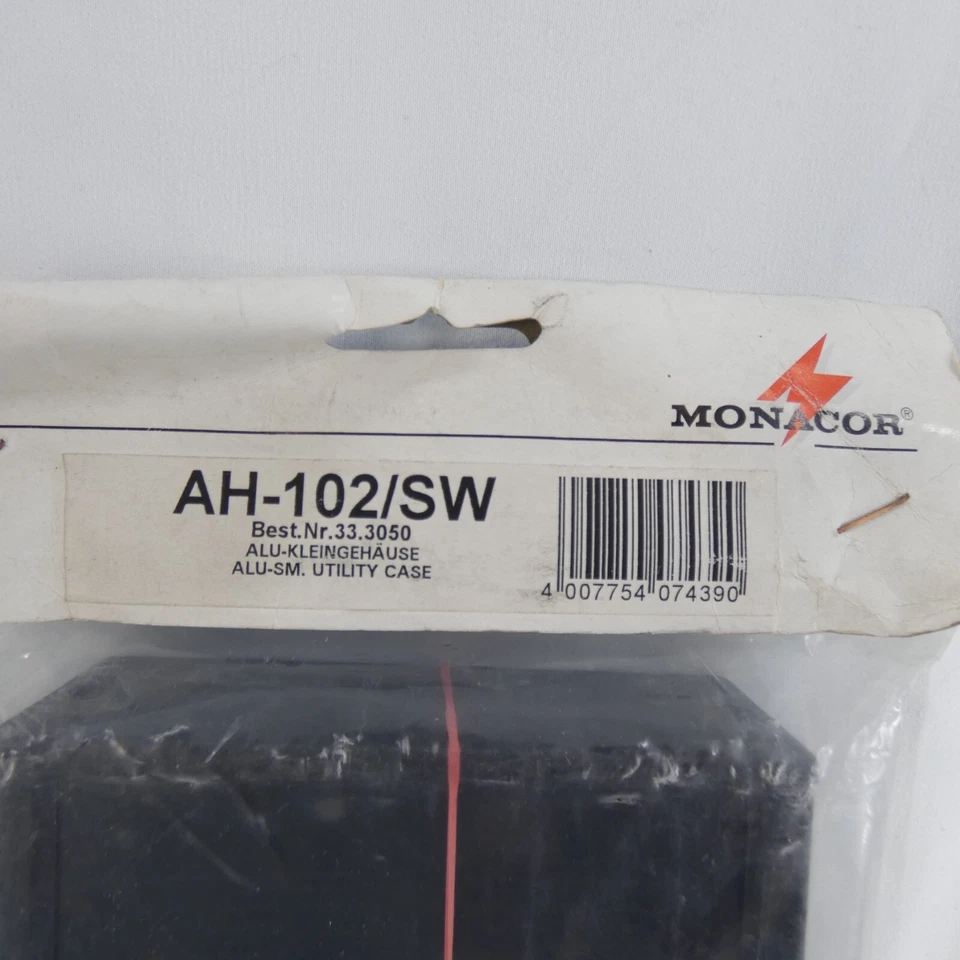 MONACOR®
AH-102/SW
Best.Nr.33.3050
ALU-KLEINGEHÄUSE
ALU-SM. UTILITY CASE
4 007754 074390